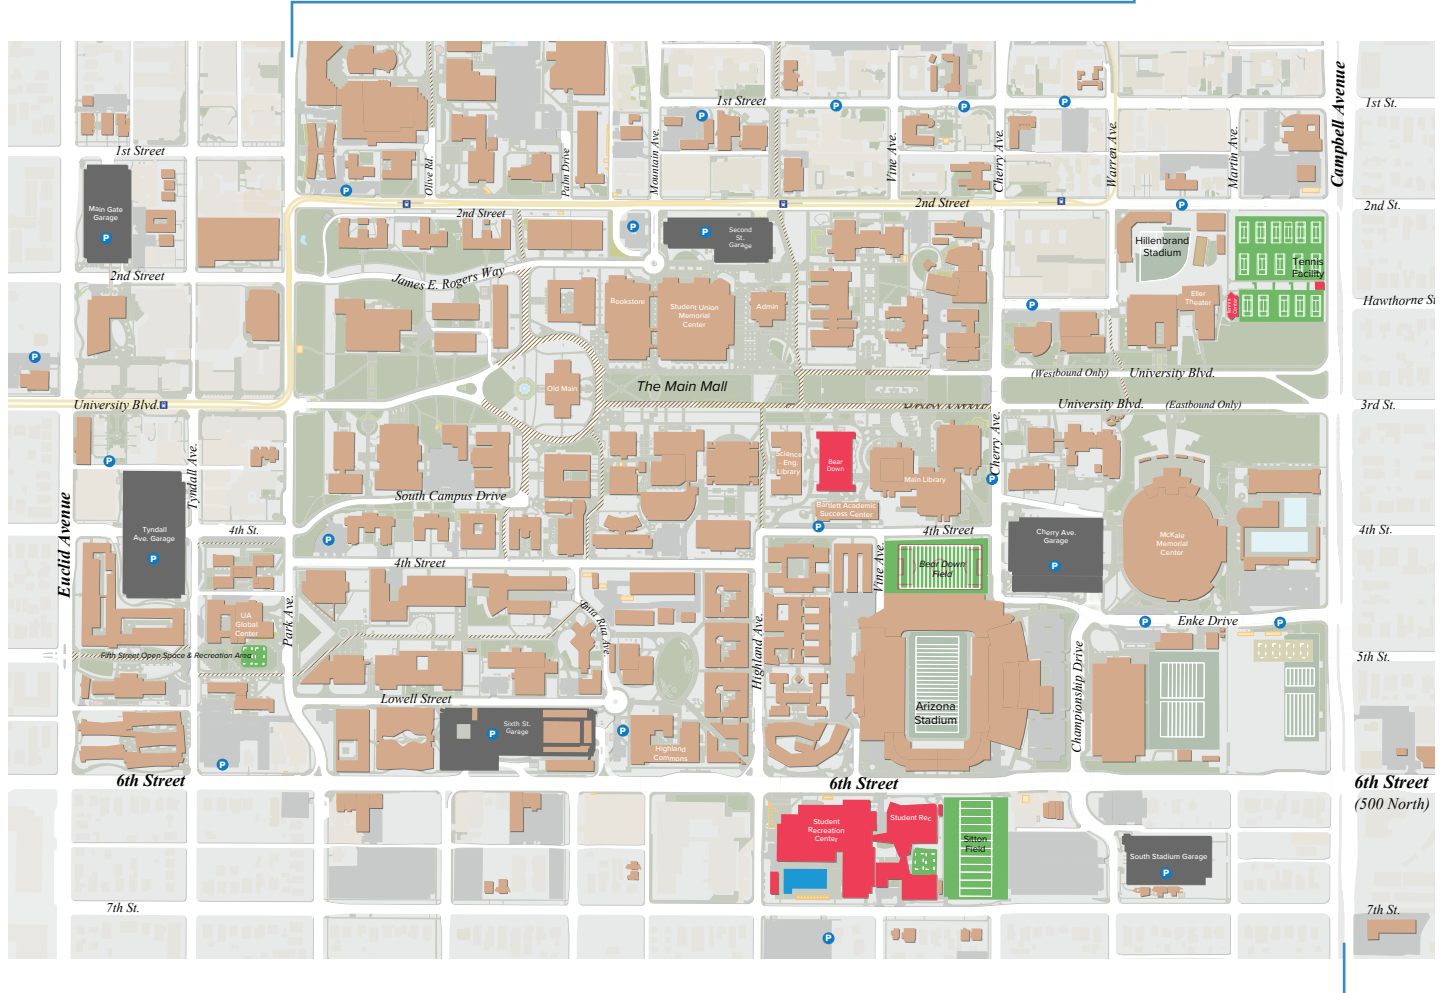 1st Street
1st St.
1st Street
Campbell Avenue
Olive Rd.
Palm Drive
Mountain Ave.
Vine Ave.
Cherry Ave.
Warren Ave.
Martin Ave.
Main Gate
Garage
P
2nd Street
2nd Street
2nd St.
Second
St.
Garage
Hillenbrand
Stadium
Tennis
Facility
2nd Street
James E. Rogers Way
Bookstore
Student Union
Memorial
Center
Admin
Eller
Theater
Hawthorne St
Old Main
The Main Mall
(Westbound Only)
University Blvd.
University Blvd.
University Blvd.
(Eastbound Only)
3rd St.
Tyndall Ave.
Euclid Avenue
Cherry Ave.
Science
- Eng.
Library
Bear
Down
Main Library
South Campus Drive
Bartlett Academic
Success Center
Tyndall
Ave. Garage
4th St.
4th Street
4th Street
4th St.
Cherry Ave.
Garage
McKale
Memorial
Center
Vine Ave.
Bear Down
Field
Park Ave.
UA
Global
Center
Highland Ave.
Enke Drive
Fifth Street Open Space & Recreation Area
5th St.
Championship Drive
Lowell Street
Arizona
Stadium
Sixth St.
Garage
Highland
Commons
6th Street
6th Street
6th Street
(500 North)
Student
Recreation
Center
Student Rec
Sitton
Field
South Stadium Garage
7th St.
7th St.